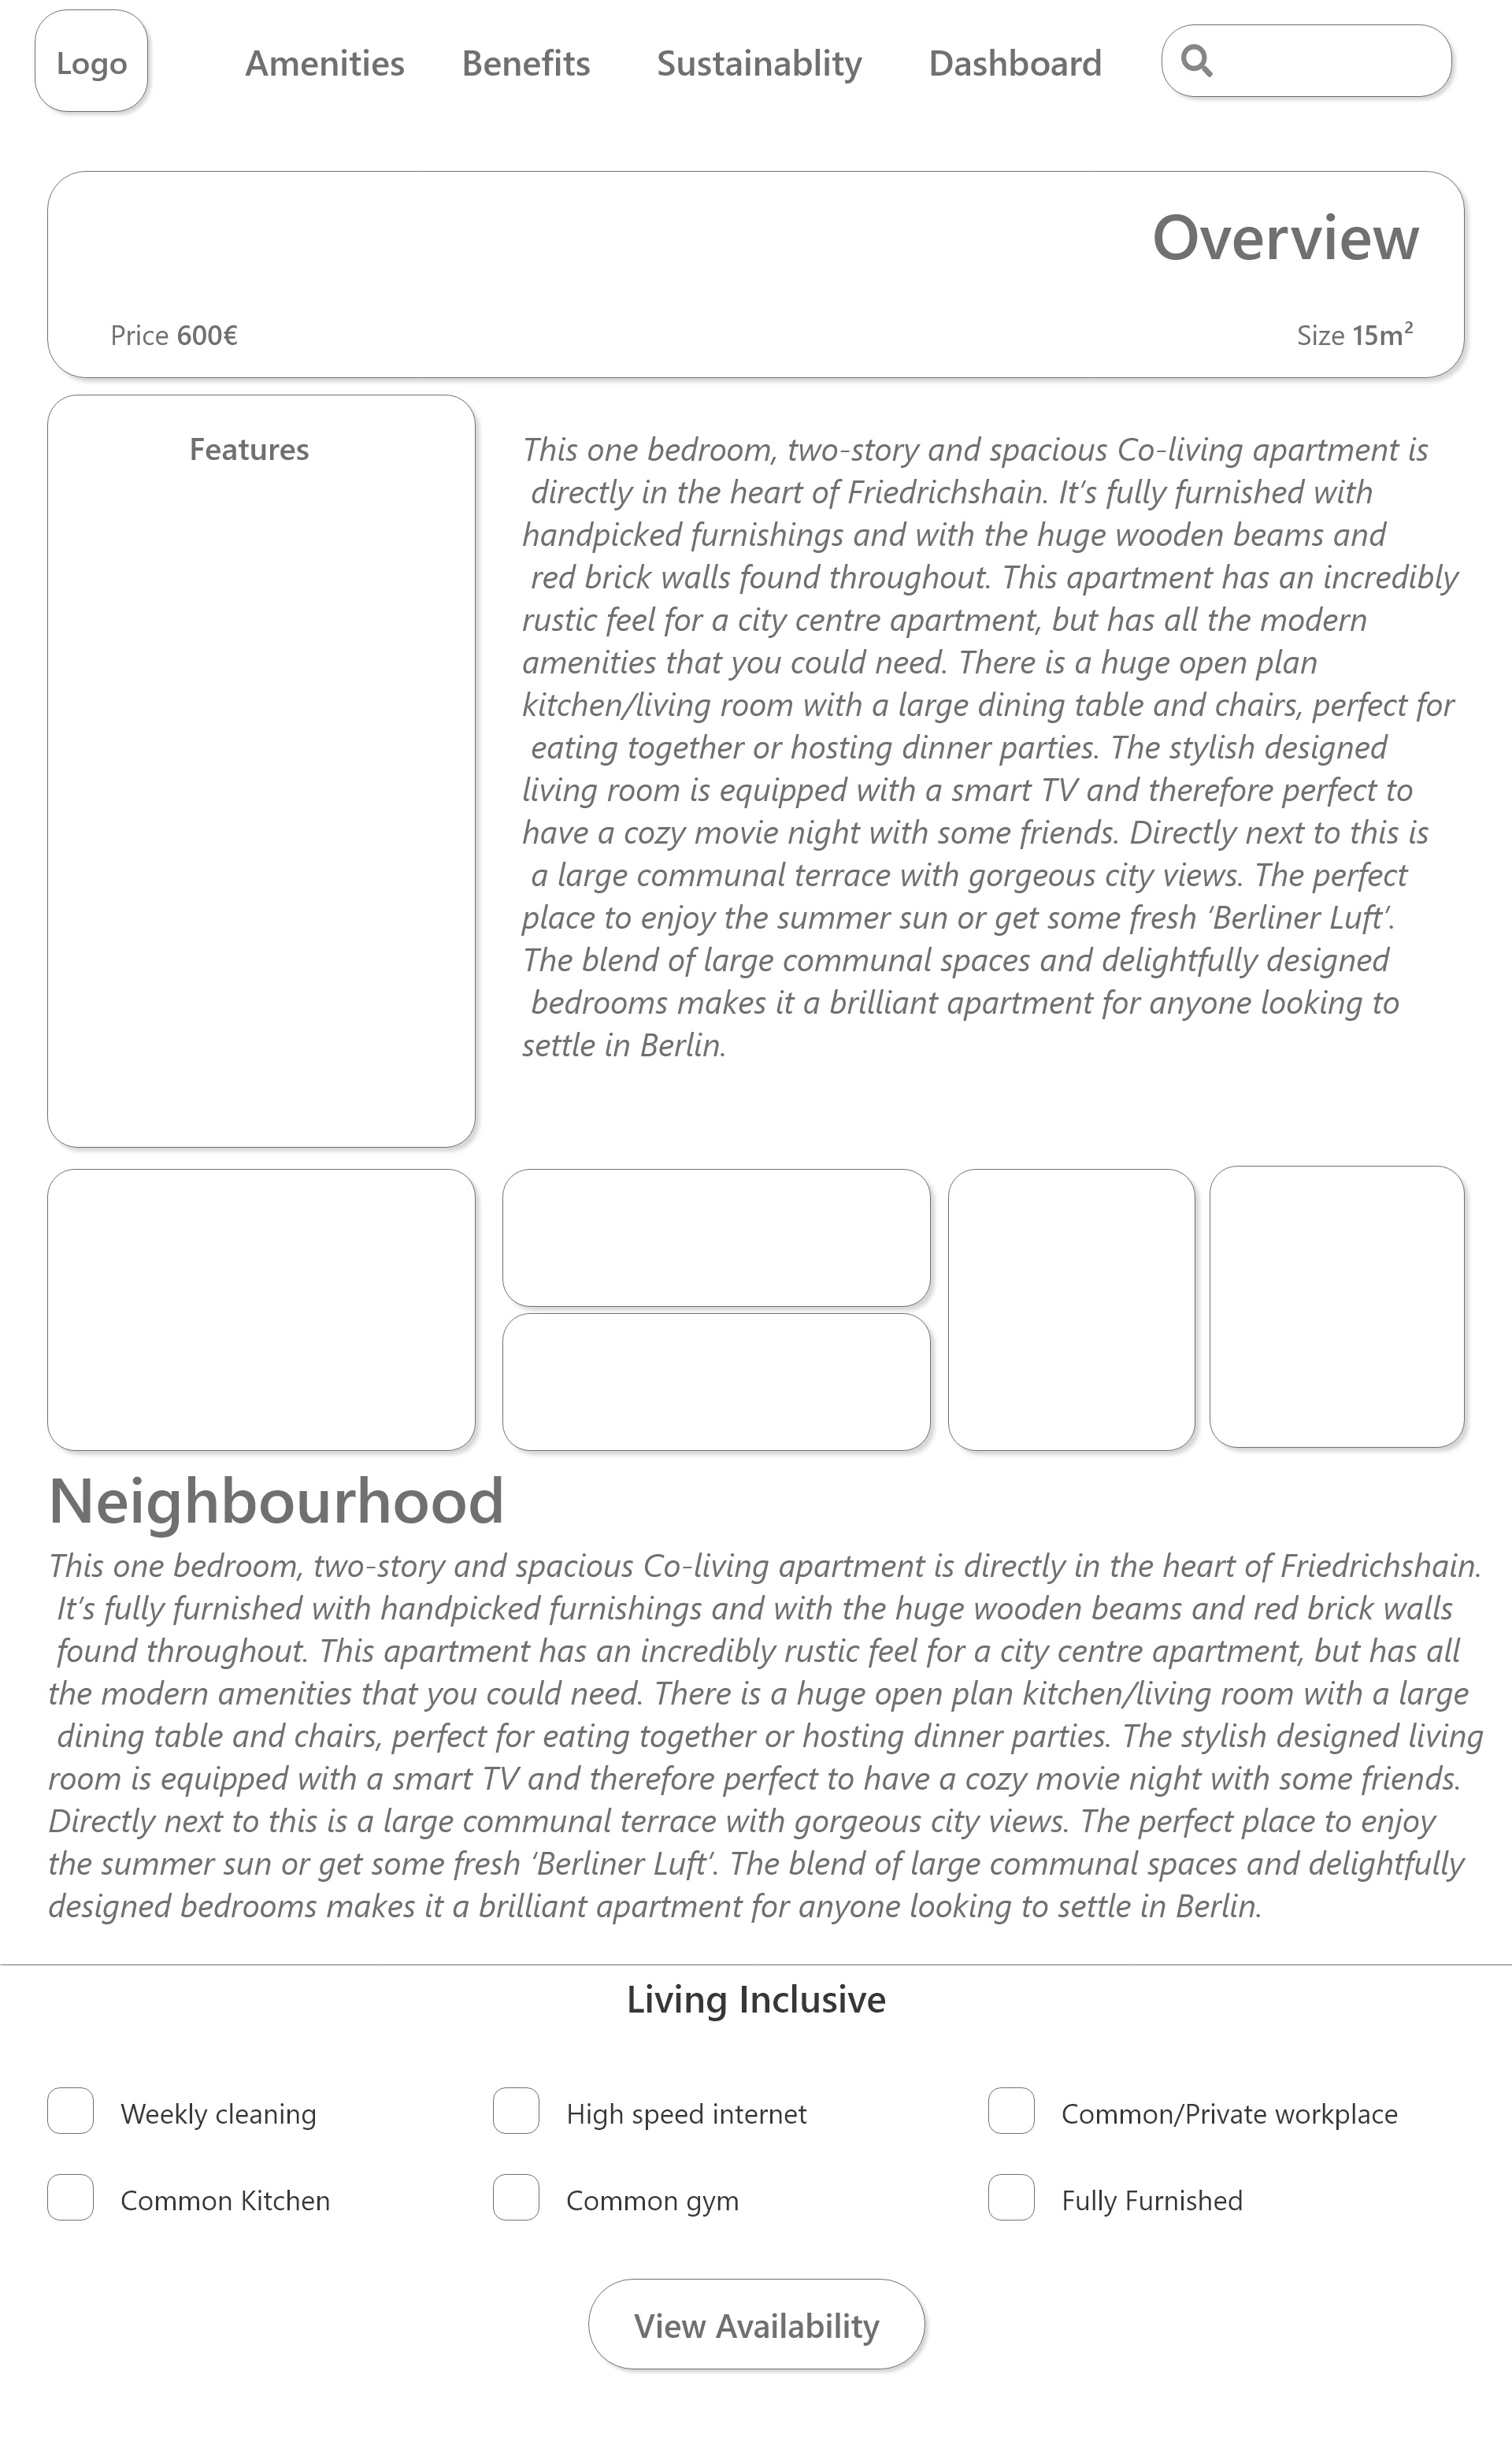 Logo
Amenities Benefits Sustainablity Dashboard
Overview
Price 600€ Size 15m²
Features
This one bedroom, two-story and spacious Co-living apartment is
directly in the heart of Friedrichshain. It’s fully furnished with
handpicked furnishings and with the huge wooden beams and
red brick walls found throughout. This apartment has an incredibly
rustic feel for a city centre apartment, but has all the modern
amenities that you could need. There is a huge open plan
kitchen/living room with a large dining table and chairs, perfect for
eating together or hosting dinner parties. The stylish designed
living room is equipped with a smart TV and therefore perfect to
have a cozy movie night with some friends. Directly next to this is
a large communal terrace with gorgeous city views. The perfect
place to enjoy the summer sun or get some fresh ‘Berliner Luft’.
The blend of large communal spaces and delightfully designed
bedrooms makes it a brilliant apartment for anyone looking to
settle in Berlin.
Neighbourhood
This one bedroom, two-story and spacious Co-living apartment is directly in the heart of Friedrichshain.
It’s fully furnished with handpicked furnishings and with the huge wooden beams and red brick walls
found throughout. This apartment has an incredibly rustic feel for a city centre apartment, but has all
the modern amenities that you could need. There is a huge open plan kitchen/living room with a large
dining table and chairs, perfect for eating together or hosting dinner parties. The stylish designed living
room is equipped with a smart TV and therefore perfect to have a cozy movie night with some friends.
Directly next to this is a large communal terrace with gorgeous city views. The perfect place to enjoy
the summer sun or get some fresh ‘Berliner Luft’. The blend of large communal spaces and delightfully
designed bedrooms makes it a brilliant apartment for anyone looking to settle in Berlin.
Living Inclusive
Weekly cleaning High speed internet Common/Private workplace
Common Kitchen Common gym Fully Furnished
View Availability